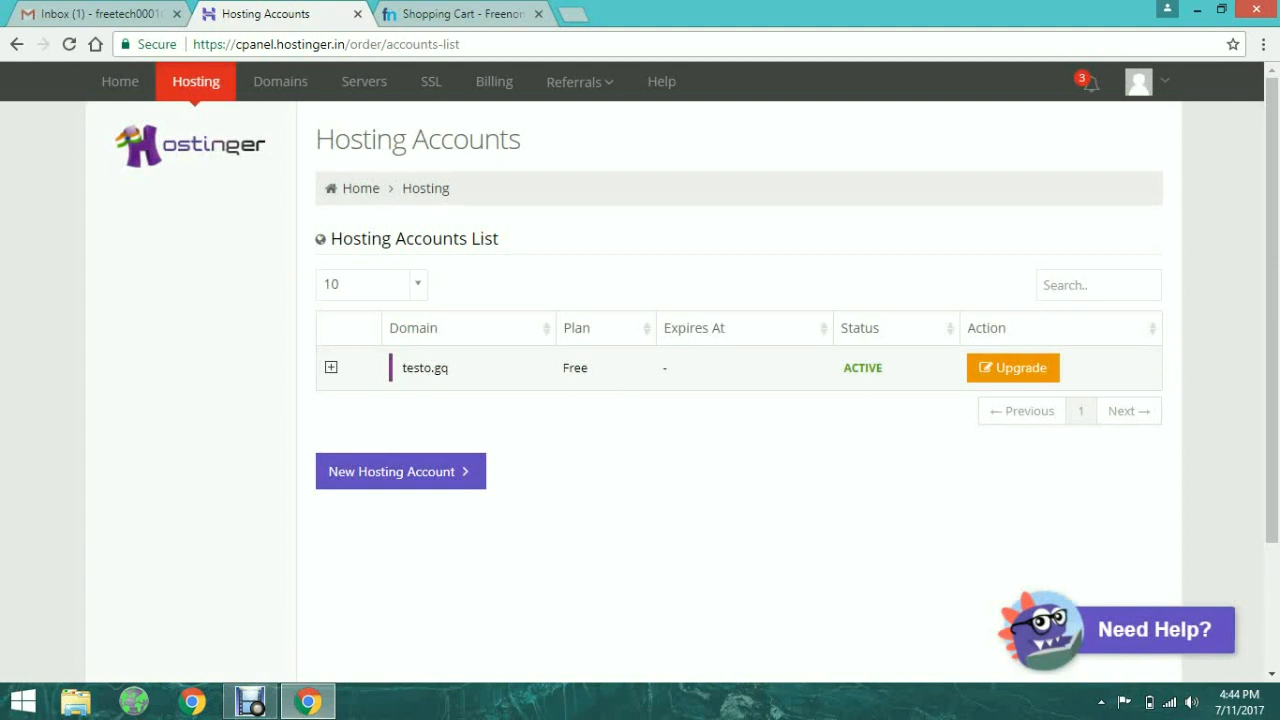 Inbox (1) - freetech0001
Hosting Accounts
Shopping Cart - Freenom
Secure https://cpanel.hostinger.in/order/accounts-list
Home Hosting Domains Servers SSL Billing Referrals Help 3
Hostinger
Hosting Accounts
Home > Hosting
Hosting Accounts List
10 Search..
Domain Plan Expires At Status Action
testo.gq Free - ACTIVE Upgrade
← Previous 1 Next →
New Hosting Account >
Need Help?
4:44 PM
7/11/2017